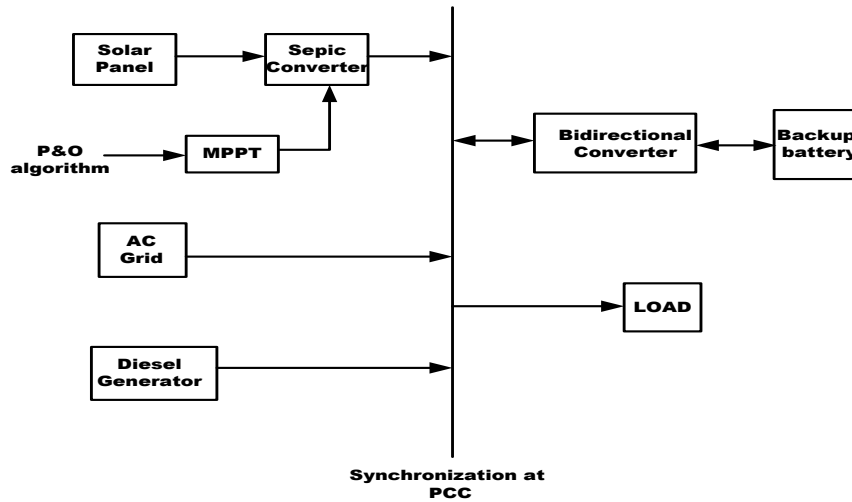 Solar
Panel
Sepic
Converter
P&O
algorithm
MPPT
Bidirectional
Converter
Backup
battery
AC
Grid
LOAD
Diesel
Generator
Synchronization at
PCC